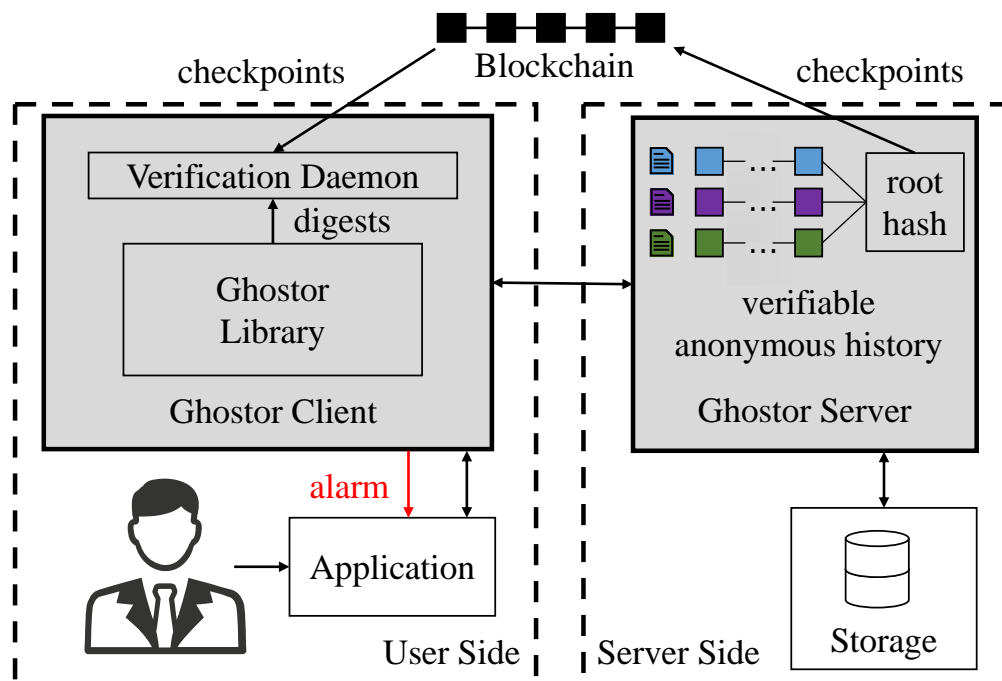 Blockchain
checkpoints
checkpoints
Verification Daemon
digests
Ghostor
Library
Ghostor Client
alarm
Application
User Side
...
...
...
root
hash
verifiable
anonymous history
Ghostor Server
Storage
Server Side